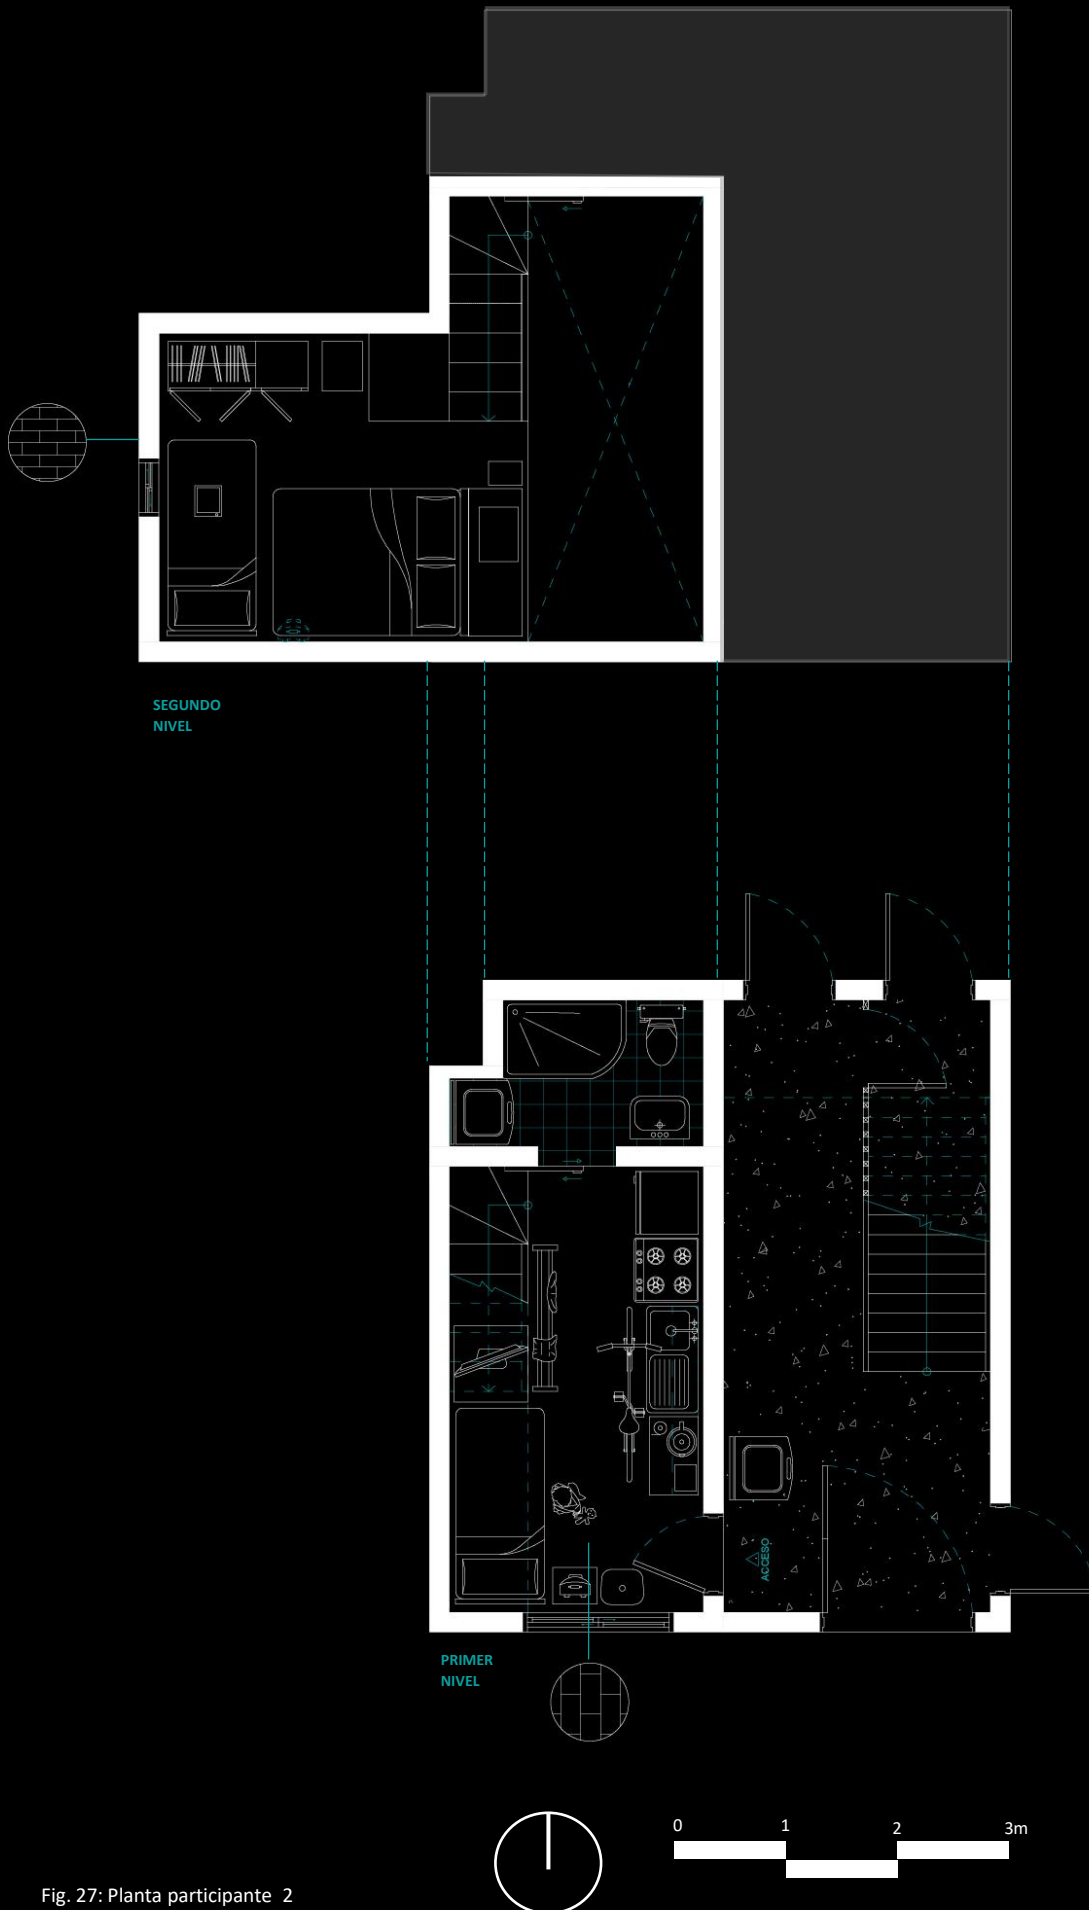 SEGUNDO
NIVEL
ACCESO
PRIMER
NIVEL
0 1 2 3m
Fig. 27: Planta participante 2